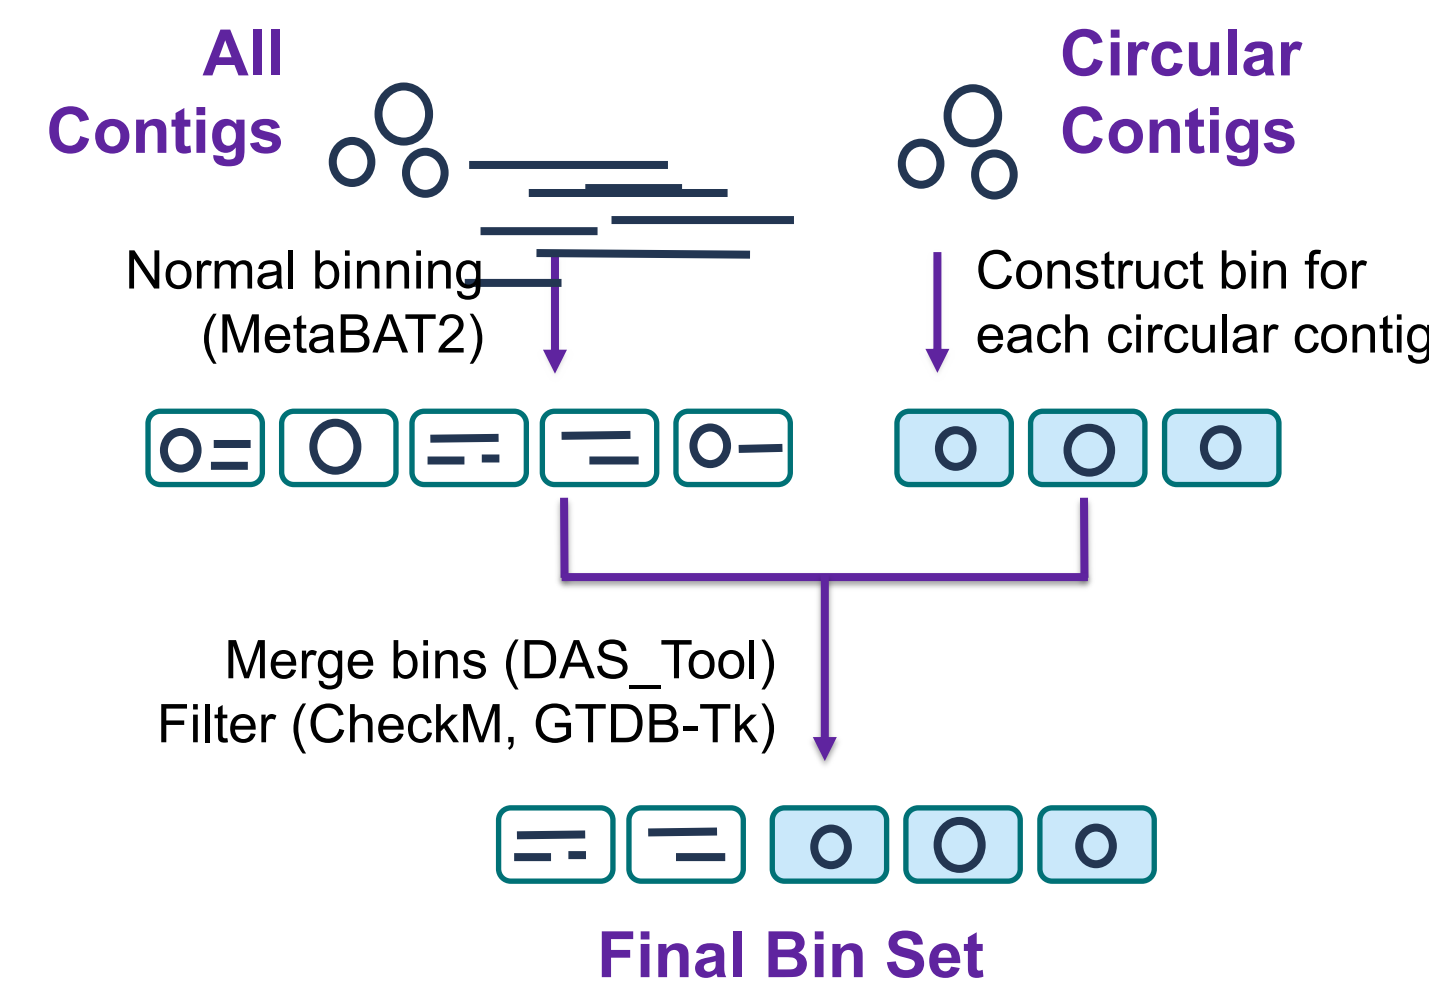 All
Contigs
Circular
Contigs
Normal binning
(MetaBAT2)
Construct bin for
each circular contig
Merge bins (DAS_Tool)
Filter (CheckM, GTDB-Tk)
Final Bin Set